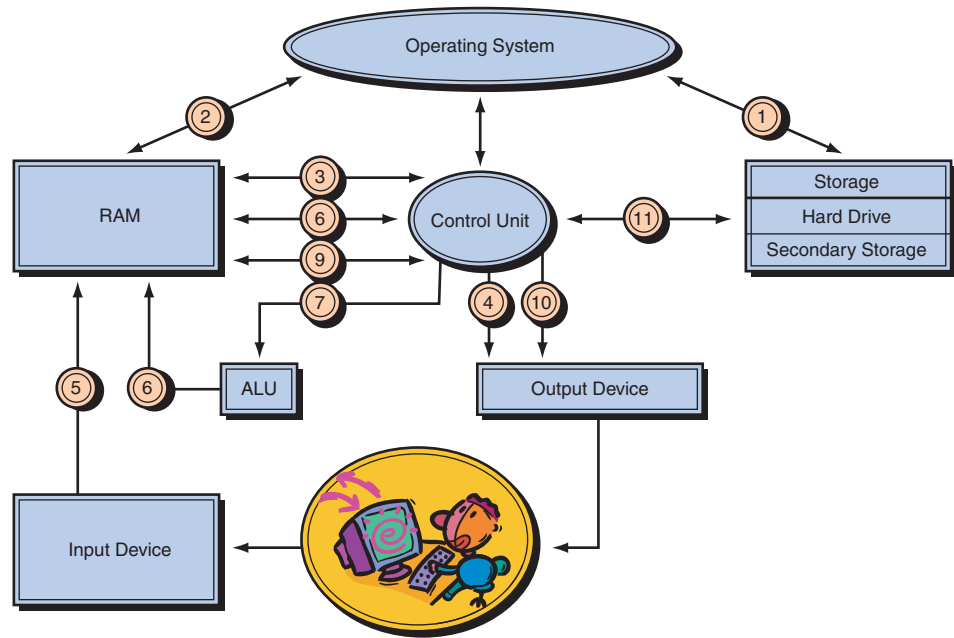 Operating System
2
1
RAM
3
6
9
7
Control Unit
11
Storage
Hard Drive
Secondary Storage
4
10
5
6
ALU
Output Device
Input Device